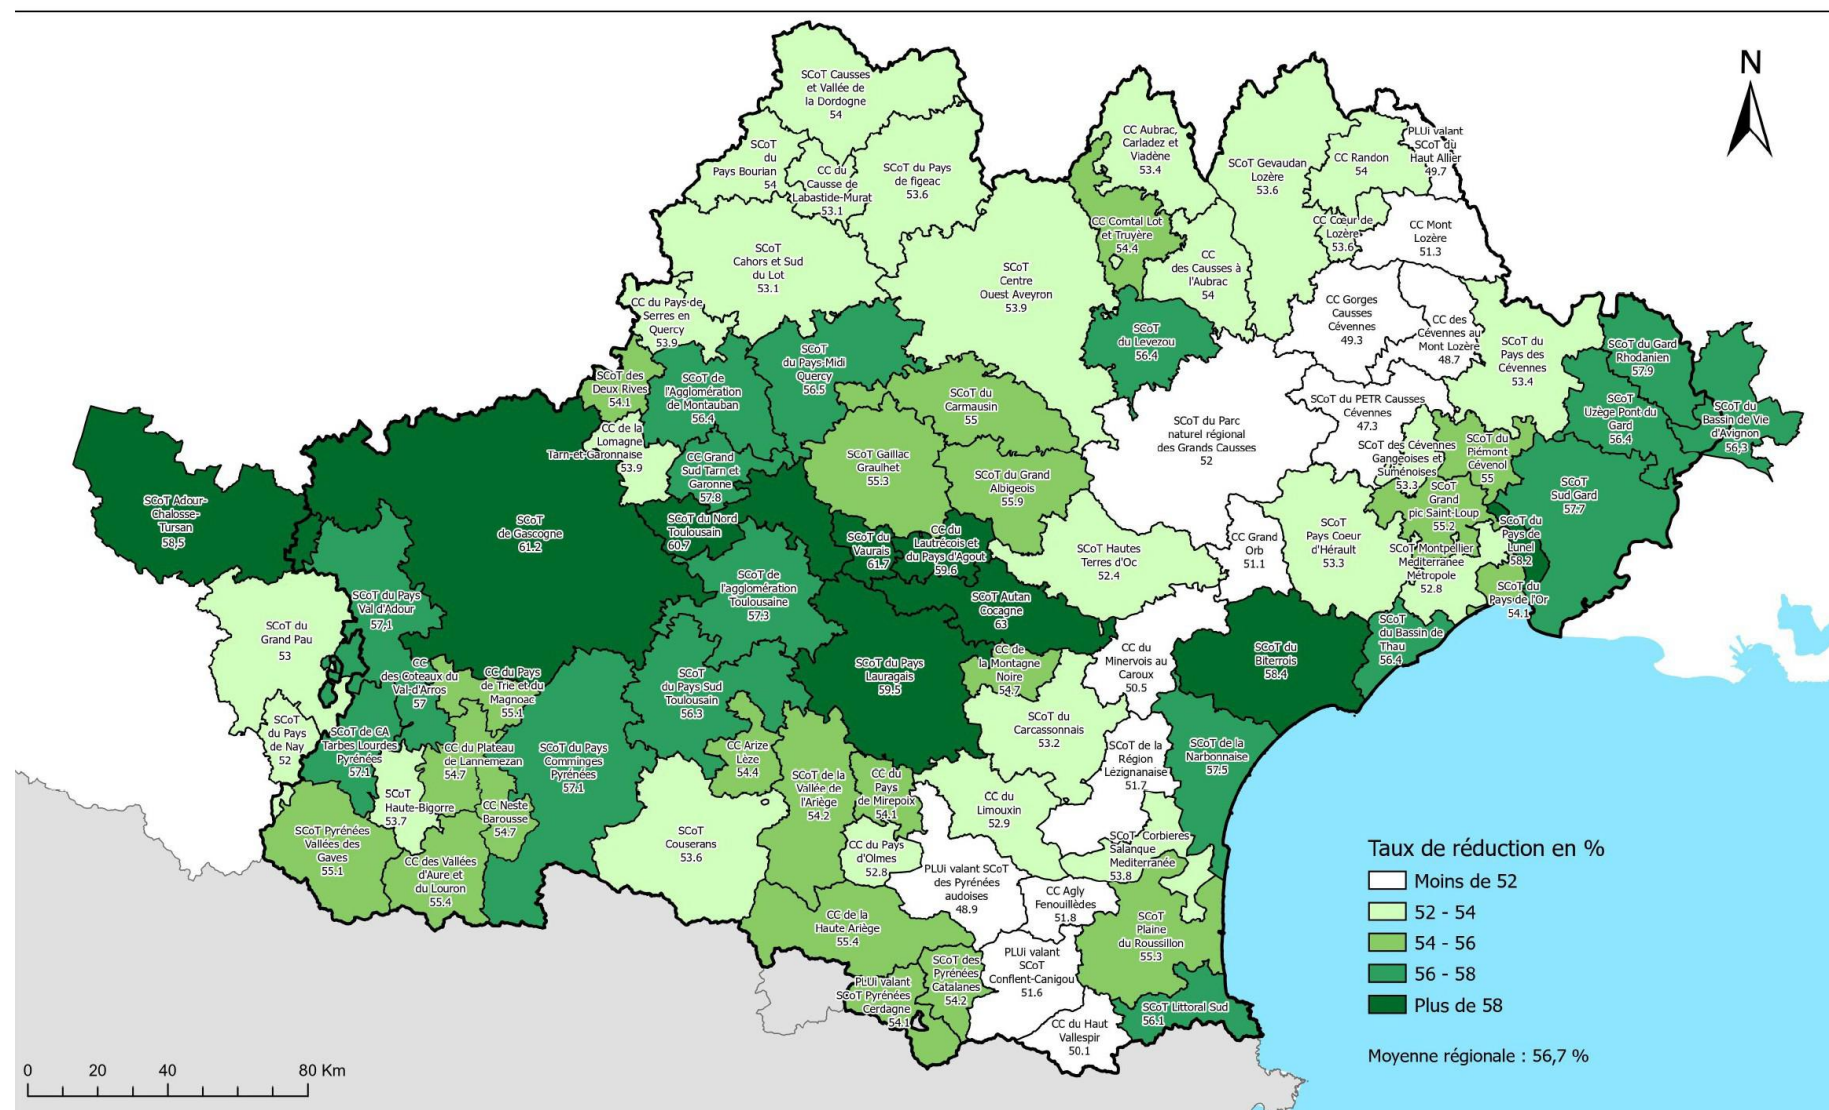 N
SCoT Causses
et Vallée de
la Dordogne
54
SCoT
du
Pays Bourian
54
CC du
Causse de
Labastide-Murat
53.1
SCoT du Pays
de figeac
53.6
CC Aubrac,
Carladez et
Viadène
53.4
SCoT Gevaudan
Lozère
53.6
CC Randon
54
PLUi valant
SCoT du
Haut Allier
49.7
CC Comtal Lot
et Truyère
54.4
CC
des Causses à
l'Aubrac
54
CC Cœur de
Lozère
53.6
CC Mont
Lozère
51.3
SCoT
Cahors et Sud
du Lot
53.1
SCoT
Centre
Ouest Aveyron
53.9
CC du Pays de
Serres en
Quercy
53.9
CC Gorges
Causses
Cévennes
49.3
CC des
Cévennes au
Mont Lozère
48.7
SCoT du
Pays des
Cévennes
53.4
SCoT du Gard
Rhodanien
57.9
SCoT
du Levezou
56.4
SCoT
du Pays Midi
Quercy
56.5
SCoT des
Deux Rives
54.1
SCoT de
l'Agglomération
de Montauban
56.4
SCoT du
Carmausin
55
SCoT du Parc
naturel régional
des Grands Causses
52
SCoT du PETR Causses
Cévennes
47.3
SCoT
Uzège Pont du
Gard
56.4
SCoT du
Bassin de Vie
d'Avignon
56,3
CC de la
Lomagne
Tarn-et-Garonnaise
53.9
CC Grand
Sud Tarn et
Garonne
57.8
SCoT Gaillac
Graulhet
55.3
SCoT du Grand
Albigeois
55.9
SCoT des Cévennes
Gangeoises et
Suménoises
53.3
SCoT du
Piémont
Cévenol
55
SCoT
Grand
pic Saint-Loup
55.2
SCoT
Sud Gard
57.7
SCoT Adour-
Chalosse-
Tursan
58,5
SCoT
de Gascogne
61.2
SCoT du Nord
Toulousain
60.7
SCoT du
Vaurais
61.7
CC du
Lautrécois et
du Pays d'Agout
59.6
SCoT Hautes
Terres d'Oc
52.4
CC Grand
Orb
51.1
SCoT
Pays Coeur
d'Hérault
53.3
SCoT Montpellier
Méditerranée
Métropole
52.8
SCoT du
Pays de
Lunel
58.2
SCoT du
Pays de l'Or
54.1
SCoT du Pays
Val d'Adour
57,1
SCoT de
l'agglomération
Toulousaine
57.3
SCoT Autan
Cocagne
63
SCoT du
Grand Pau
53
SCoT
du Bassin de
Thau
56.4
CC
des Coteaux du
Val-d'Arros
57
CC du Pays
de Trie et du
Magnoac
55.1
SCoT
du Pays Sud
Toulousain
56.3
SCoT du Pays
Lauragais
59.5
CC de
la Montagne
Noire
54.7
CC du
Minervois au
Caroux
50.5
SCoT du
Biterrois
58.4
SCoT
du Pays
de Nay
52
SCoT de CA
Tarbes Lourdes
Pyrénées
57.1
CC du Plateau
de Lannemezan
54.7
SCoT du Pays
Comminges
Pyrénées
57.1
CC Arize
Lèze
54.4
SCoT du
Carcassonnais
53.2
SCoT de la
Région
Lézignanaise
51.7
SCoT de la
Narbonnaise
57.5
SCoT
Haute-Bigorre
53.7
CC Neste
Barousse
54.7
SCoT de la
Vallée de
l'Ariège
54.2
CC du
Pays
de Mirepoix
54.1
CC du
Limouxin
52.9
SCoT Pyrénées
Vallées des
Gaves
55.1
CC des Vallées
d'Aure et
du Louron
55.4
SCoT
Couserans
53.6
CC du Pays
d'Olmes
52.8
SCoT Corbieres
Salanque
Mediterranée
53.8
PLUi valant SCoT
des Pyrénées
audoises
48.9
CC Agly
Fenouillèdes
51.8
CC de la
Haute Ariège
55.4
SCoT
Plaine
du Roussillon
55.3
PLUi valant
SCoT
Conflent-Canigou
51.6
SCoT des
Pyrénées
Catalanes
54.2
PLUi valant
SCoT Pyrénées
Cerdagne
54.1
SCoT Littoral Sud
56.1
CC du Haut
Vallespir
50.1
Taux de réduction en %
Moins de 52
52 - 54
54 - 56
56 - 58
Plus de 58
Moyenne régionale : 56,7 %
0 20 40 80 Km